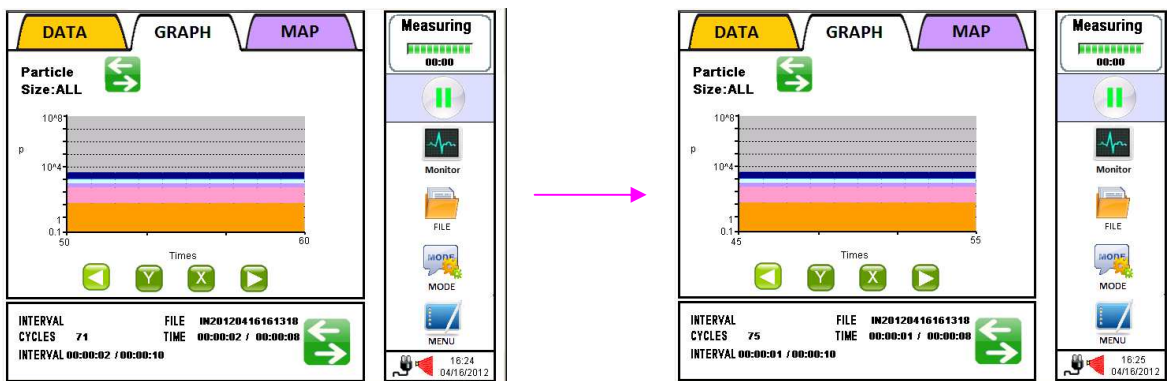 DATA GRAPH MAP
Particle
Size:ALL
10^8
p
10^4
1
0.1
50 60
Times
Y X
INTERVAL FILE IN20120416161318
CYCLES 71 TIME 00:00:02 / 00:00:08
INTERVAL 00:00:02 / 00:00:10
Measuring
00:00
Monitor
FILE
MODE
MODE
MENU
16:24
04/16/2012
DATA GRAPH MAP
Particle
Size:ALL
10^8
p
10^4
1
0.1
45 55
Times
Y X
INTERVAL FILE IN20120416161318
CYCLES 75 TIME 00:00:01 / 00:00:08
INTERVAL 00:00:01 / 00:00:10
Measuring
00:00
Monitor
FILE
MODE
MODE
MENU
16:25
04/16/2012